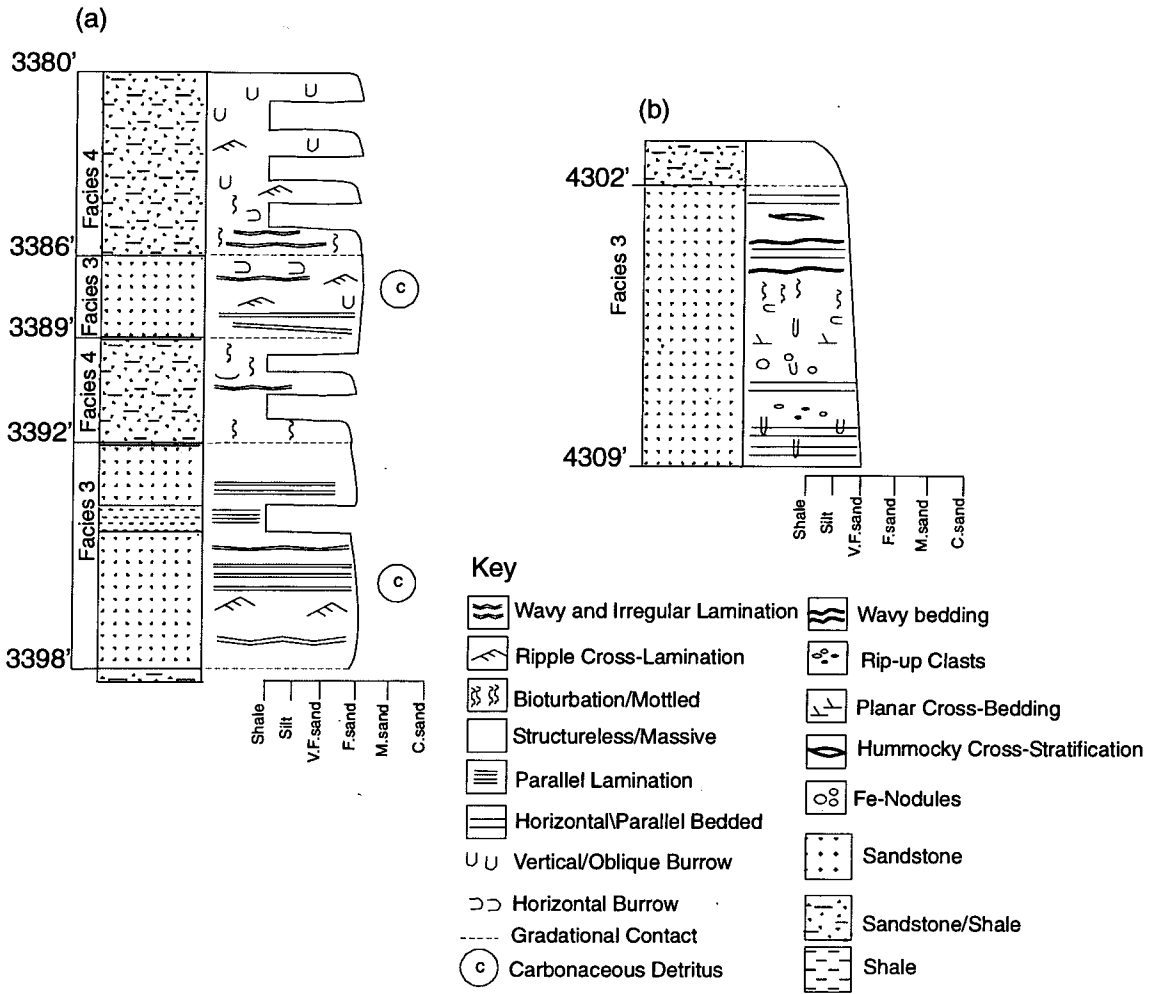 (a)
3380'
Facies 4
3386'
Facies 3
3389'
Facies 4
3392'
Facies 3
3398'
C
C
Shale
Silt
V.F.sand
F.sand
M.sand
C.sand
(b)
4302'
Facies 3
4309'
Shale
Silt
V.F.sand
F.sand
M.sand
C.sand
Key
Wavy and Irregular Lamination
Ripple Cross-Lamination
Bioturbation/Mottled
Structureless/Massive
Parallel Lamination
Horizontal\Parallel Bedded
Vertical/Oblique Burrow
Horizontal Burrow
Gradational Contact
C Carbonaceous Detritus
Wavy bedding
Rip-up Clasts
Planar Cross-Bedding
Hummocky Cross-Stratification
Fe-Nodules
Sandstone
Sandstone/Shale
Shale